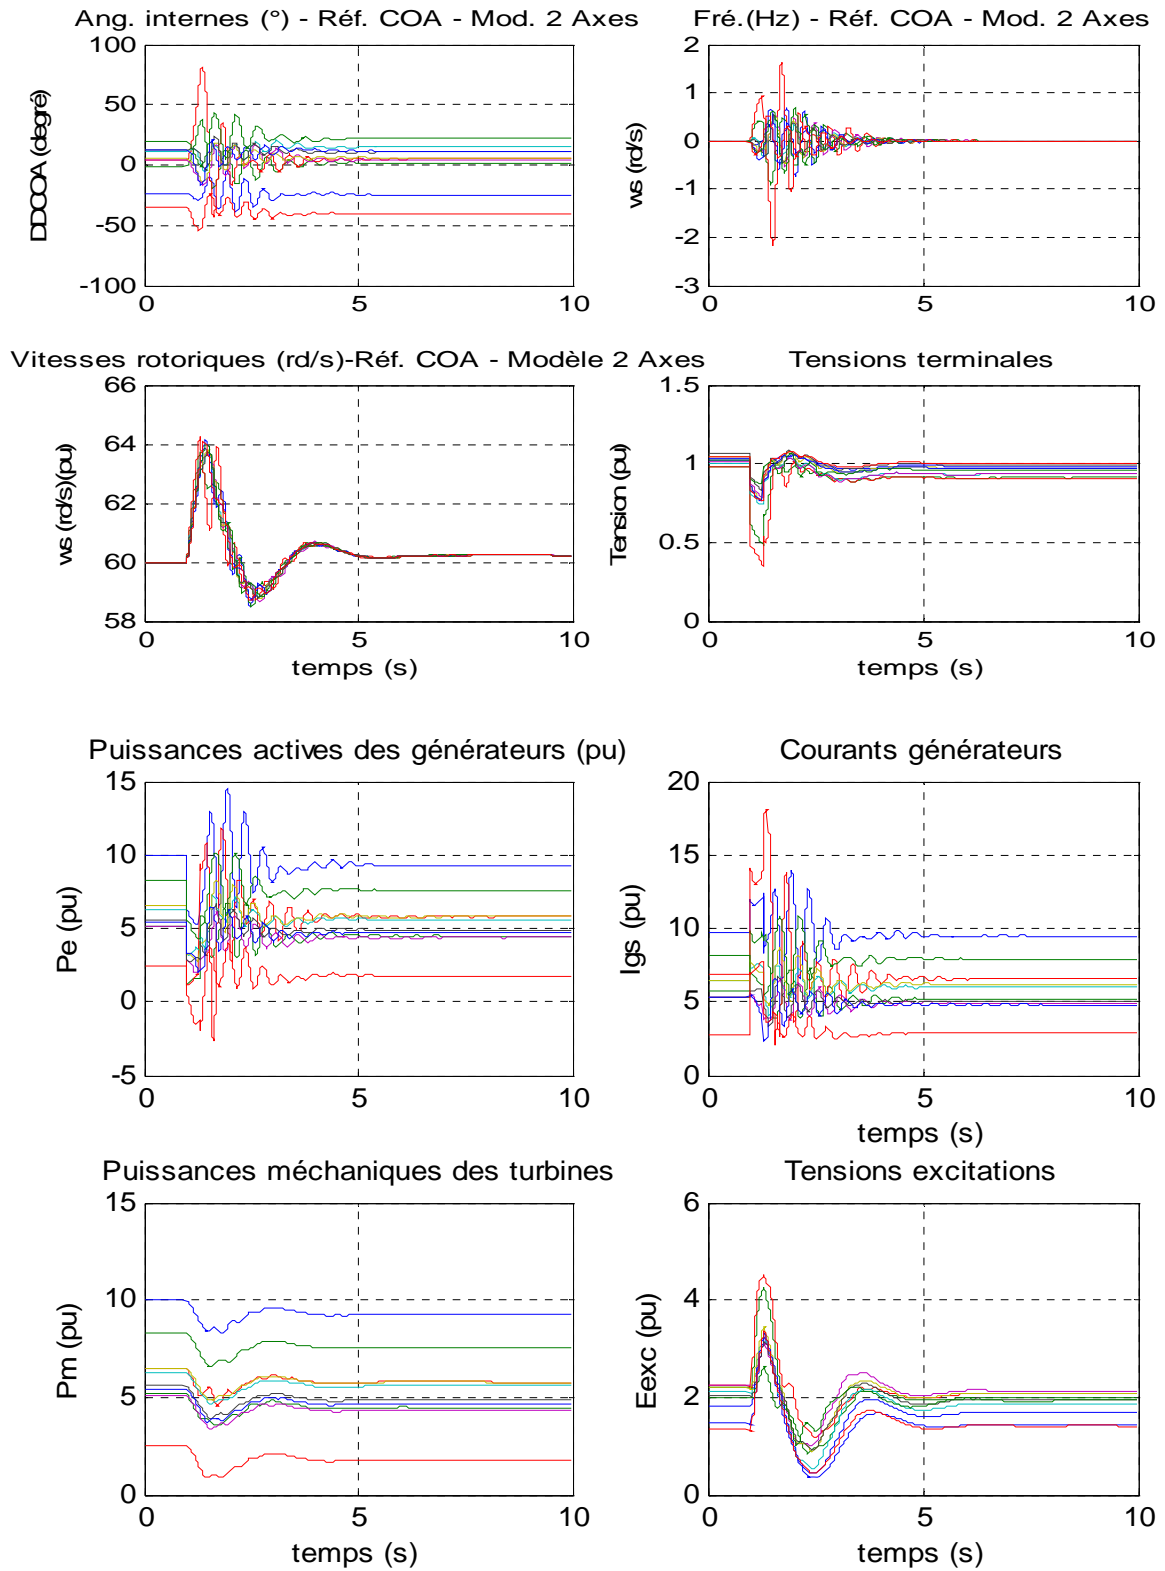 Ang. internes (°) - Réf. COA - Mod. 2 Axes
Fré.(Hz) - Réf. COA - Mod. 2 Axes
DDCOA (degré)
100
50
0
-50
-100
0 5 10
ws (rd/s)
2
1
0
-1
-2
-3
0 5 10
Vitesses rotoriques (rd/s)-Réf. COA - Modèle 2 Axes
Tensions terminales
ws (rd/s)(pu)
66
64
62
60
58
0 5 10
temps (s)
Tension (pu)
1.5
1
0.5
0
0 5 10
temps (s)
Puissances actives des générateurs (pu)
Courants générateurs
Pe (pu)
15
10
5
0
-5
0 5 10
Igs (pu)
20
15
10
5
0
0 5 10
temps (s)
Puissances méchaniques des turbines
Tensions excitations
Pm (pu)
15
10
5
0
0 5 10
temps (s)
Eexc (pu)
6
4
2
0
0 5 10
temps (s)